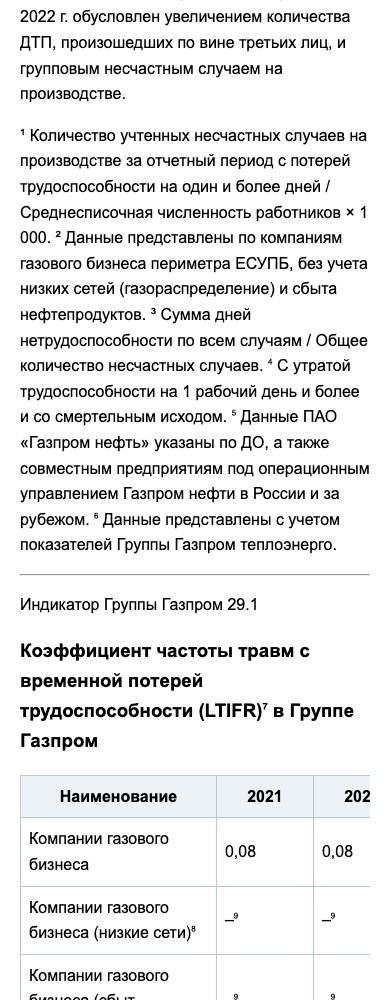 2022 г. обусловлен увеличением количества
ДТП, произошедших по вине третьих лиц, и
групповым несчастным случаем на
производстве.
¹ Количество учтенных несчастных случаев на
производстве за отчетный период с потерей
трудоспособности на один и более дней /
Среднесписочная численность работников × 1
000. ² Данные представлены по компаниям
газового бизнеса периметра ЕСУПБ, без учета
низких сетей (газораспределение) и сбыта
нефтепродуктов. ³ Сумма дней
нетрудоспособности по всем случаям / Общее
количество несчастных случаев. ⁴ С утратой
трудоспособности на 1 рабочий день и более
и со смертельным исходом. ⁵ Данные ПАО
«Газпром нефть» указаны по ДО, а также
совместным предприятиям под операционным
управлением Газпром нефти в России и за
рубежом. ⁶ Данные представлены с учетом
показателей Группы Газпром теплоэнерго.
Индикатор Группы Газпром 29.1
Коэффициент частоты травм с
временной потерей
трудоспособности (LTIFR)⁷ в Группе
Газпром
Наименование 2021 202
Компании газового
бизнеса 0,08 0,08
Компании газового
бизнеса (низкие сети)⁸ –⁹ –⁹
Компании газового
бизнеса (сбыт –⁹ –⁹